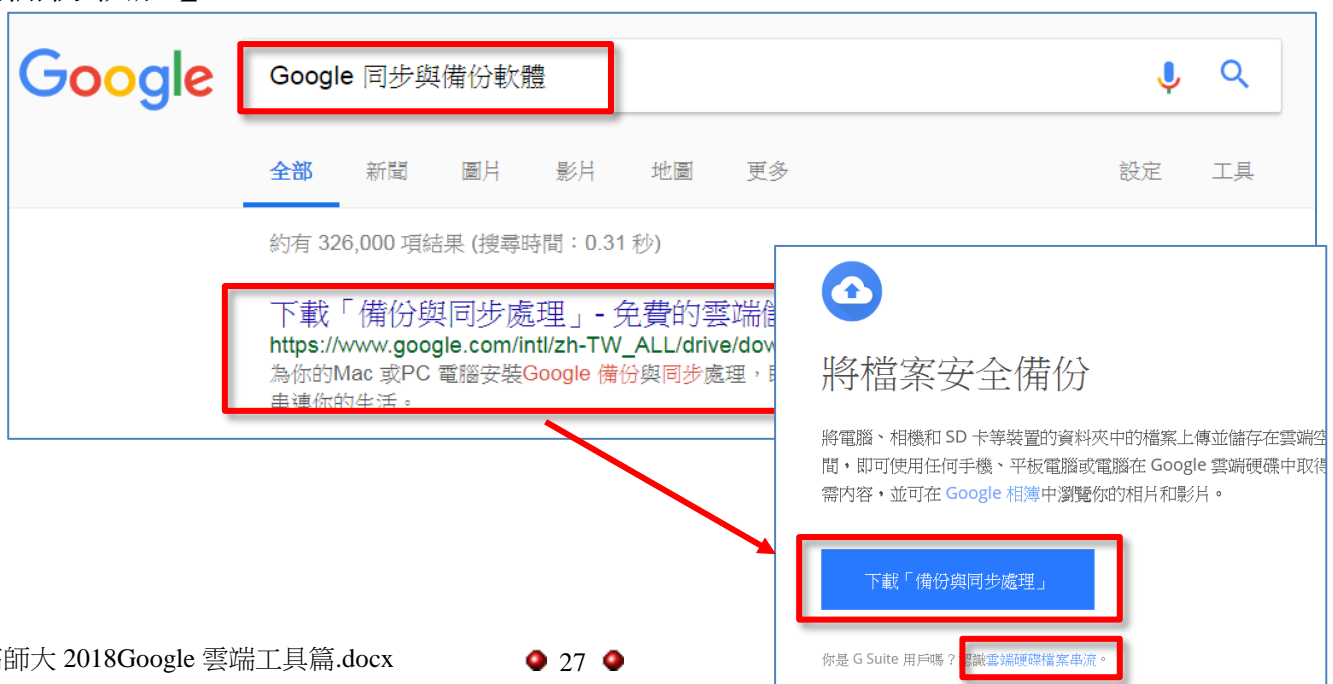 Google
Google 同步與備份軟體
全部 新聞 圖片 影片 地圖 更多 設定 工具
約有 326,000 項結果 (搜尋時間：0.31 秒)
下載「備份與同步處理」- 免費的雲端
https://www.google.com/intl/zh-TW_ALL/drive/dow
為你的Mac 或PC 電腦安裝Google 備份與同步處理，
串連你的生活。
將檔案安全備份
將電腦、相機和 SD 卡等裝置的資料夾中的檔案上傳並儲存在雲端空
間，即可使用任何手機、平板電腦或電腦在 Google 雲端硬碟中取得
需內容，並可在 Google 相簿中瀏覽你的相片和影片。
下載「備份與同步處理」
你是 G Suite 用戶嗎？認識雲端硬碟檔案串流。
師大 2018Google 雲端工具篇.docx
27